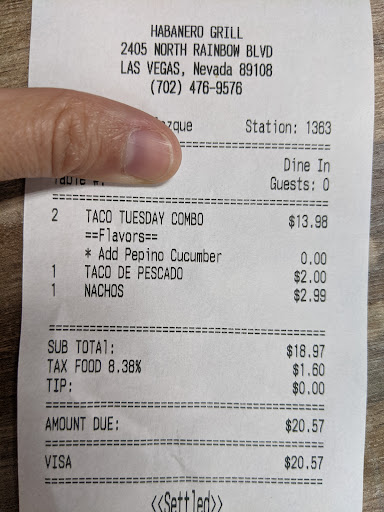 HABANERO GRILL
2405 NORTH RAINBOW BLVD
LAS VEGAS, Nevada 89108
(702) 476-9576
Station: 1363
Dine In
Guests: 0
2 TACO TUESDAY COMBO $13.98
==Flavors==
* Add Pepino Cucumber 0.00
1 TACO DE PESCADO $2.00
1 NACHOS $2.99
SUB TOTAL: $18.97
TAX FOOD 8.38% $1.60
TIP: $0.00
AMOUNT DUE: $20.57
VISA $20.57
<<Settled>>